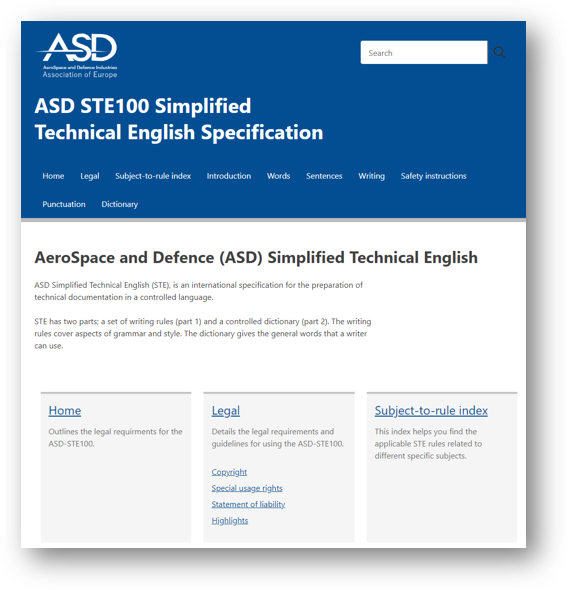 ASD
AeroSpace and Defence Industries
Association of Europe
Search
ASD STE100 Simplified
Technical English Specification
Home Legal Subject-to-rule index Introduction Words Sentences Writing Safety instructions
Punctuation Dictionary
AeroSpace and Defence (ASD) Simplified Technical English
ASD Simplified Technical English (STE), is an international specification for the preparation of
technical documentation in a controlled language.
STE has two parts; a set of writing rules (part 1) and a controlled dictionary (part 2). The writing
rules cover aspects of grammar and style. The dictionary gives the general words that a writer
can use.
Home
Outlines the legal requirments for the
ASD-STE100.
Legal
Details the legal requirements and
guidelines for using the ASD-STE100.
Copyright
Special usage rights
Statement of liability
Highlights
Subject-to-rule index
This index helps you find the
applicable STE rules related to
different specific subjects.